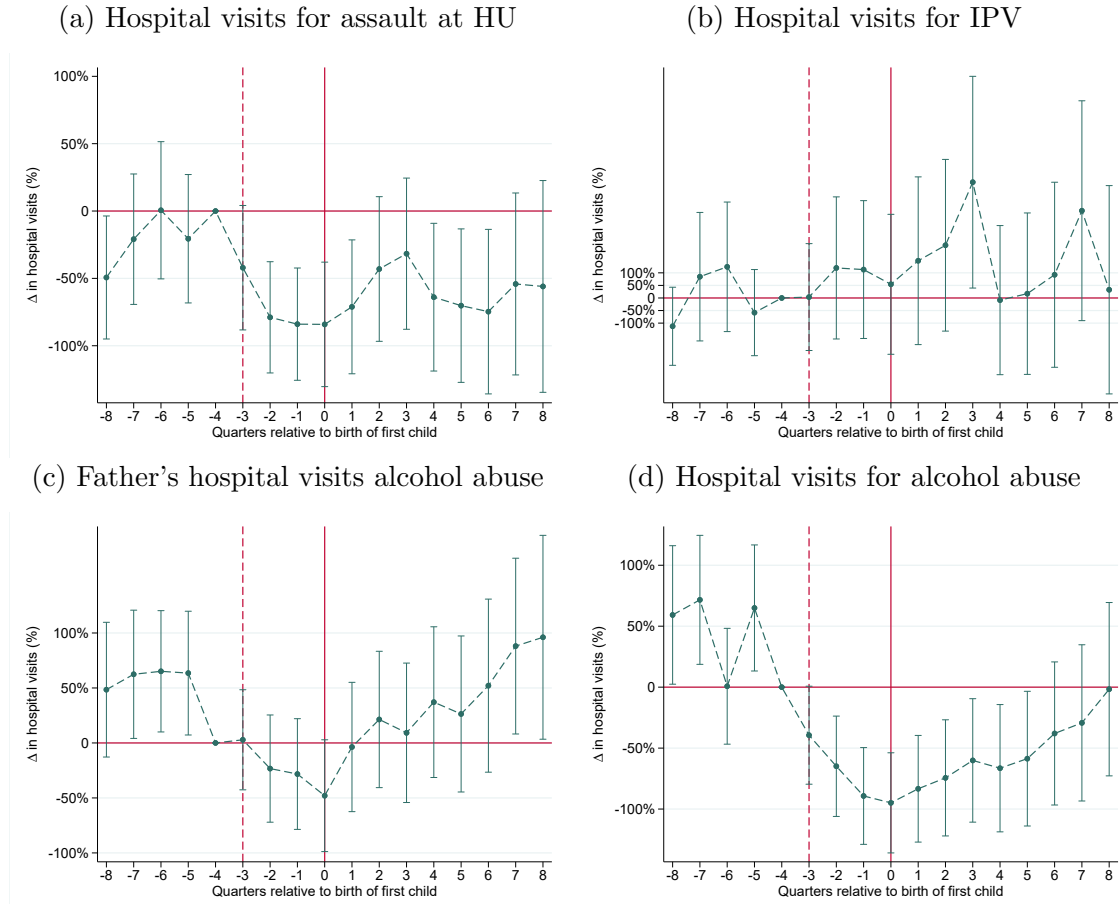 (a) Hospital visits for assault at HU
100%
50%
0
-50%
-100%
Δ in hospital visits (%)
-8 -7 -6 -5 -4 -3 -2 -1 0 1 2 3 4 5 6 7 8
Quarters relative to birth of first child
(b) Hospital visits for IPV
100%
50%
0
-50%
-100%
Δ in hospital visits (%)
-8 -7 -6 -5 -4 -3 -2 -1 0 1 2 3 4 5 6 7 8
Quarters relative to birth of first child
(c) Father's hospital visits alcohol abuse
100%
50%
0
-50%
-100%
Δ in hospital visits (%)
-8 -7 -6 -5 -4 -3 -2 -1 0 1 2 3 4 5 6 7 8
Quarters relative to birth of first child
(d) Hospital visits for alcohol abuse
100%
50%
0
-50%
-100%
Δ in hospital visits (%)
-8 -7 -6 -5 -4 -3 -2 -1 0 1 2 3 4 5 6 7 8
Quarters relative to birth of first child